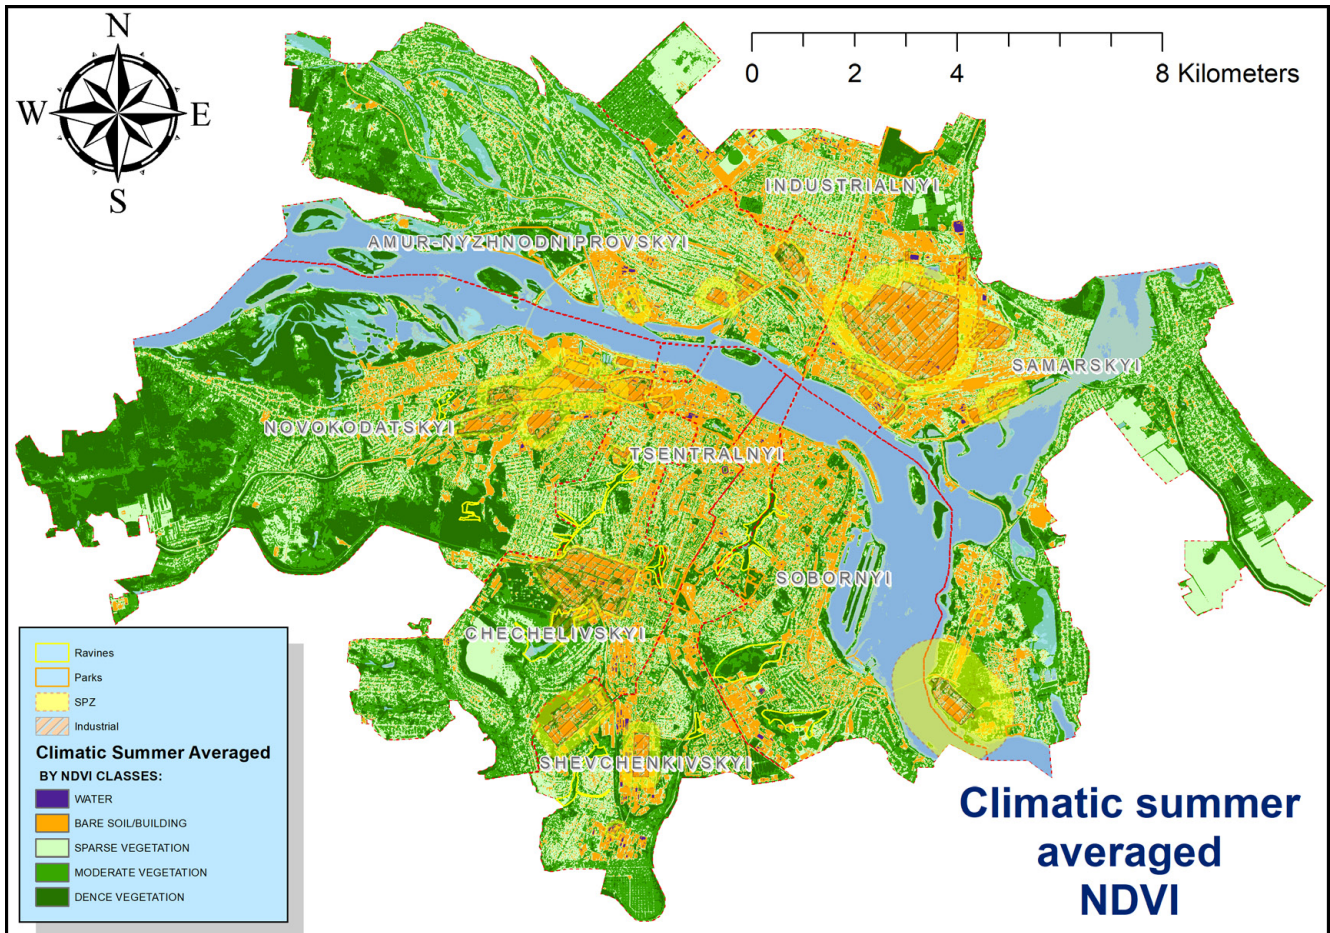 N
W E
S
0 2 4 8 Kilometers
INDUSTRIALNYI
AMUR-NYZHNODNIPROVSKYI
SAMARSKYI
NOVOKODATSKYI
TSENTRALNYI
SOBORNYI
CHECHELIVSKYI
SHEVCHENKIVSKYI
Ravines
Parks
SPZ
Industrial
Climatic Summer Averaged
BY NDVI CLASSES:
WATER
BARE SOIL/BUILDING
SPARSE VEGETATION
MODERATE VEGETATION
DENCE VEGETATION
Climatic summer
averaged
NDVI